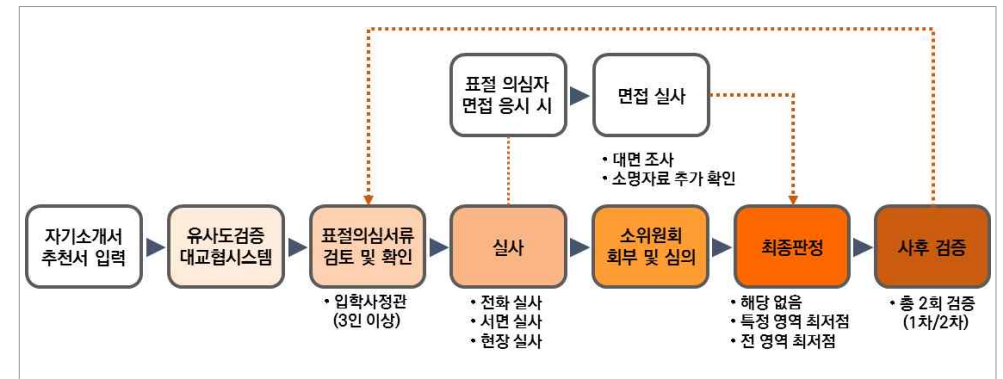 표절 의심자
면접 응시 시
면접 실사
• 대면 조사
• 소명자료 추가 확인
자기소개서
추천서 입력
유사도검증
대교협시스템
표절의심서류
검토 및 확인
실사
소위원회
회부 및 심의
최종판정
사후 검증
• 입학사정관
(3인 이상)
• 전화 실사
• 서면 실사
• 현장 실사
• 해당 없음
• 특정 영역 최저점
• 전 영역 최저점
• 총 2회 검증
(1차/2차)